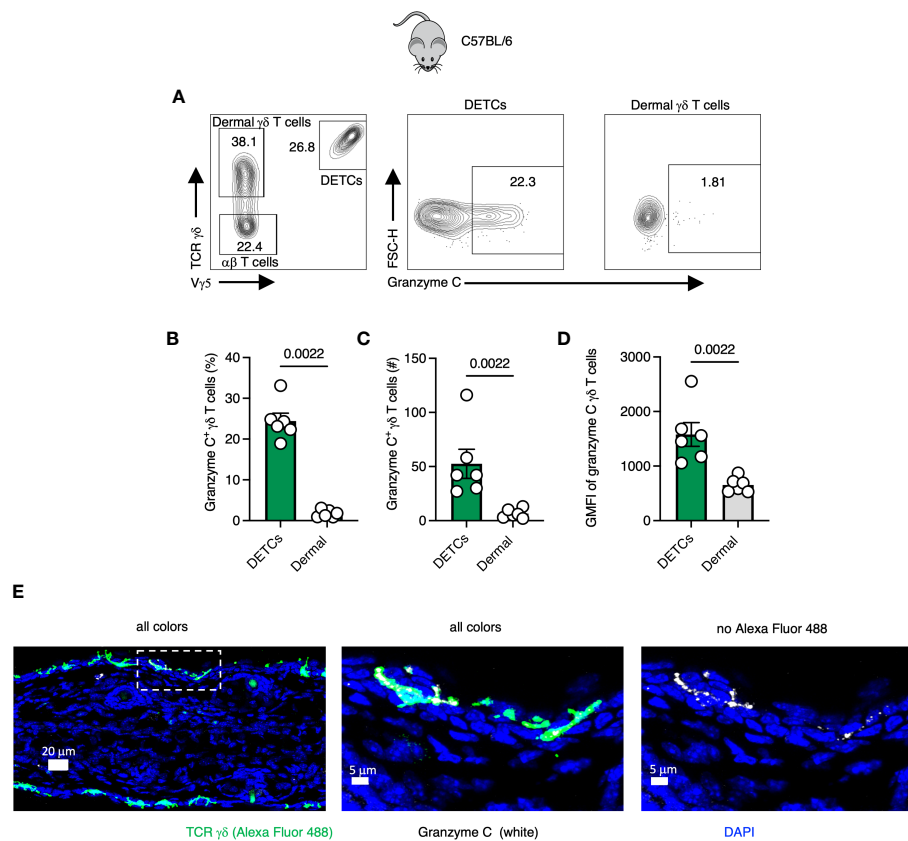 C57BL/6
A
DETCs
Dermal γδ T cells
Dermal γδ T cells
38.1
26.8
DETCs
22.4
αβ T cells
TCR γδ
Vγ5
22.3
1.81
FSC-H
Granzyme C
B
Granzyme C⁺ γδ T cells (%)
40
30
20
10
0
0.0022
DETCs
Dermal
C
Granzyme C⁺ γδ T cells (#)
150
100
50
0
0.0022
DETCs
Dermal
D
GMFI of granzyme C γδ T cells
3000
2000
1000
0
0.0022
DETCs
Dermal
E
all colors
all colors
no Alexa Fluor 488
20 μm
5 μm
5 μm
TCR γδ (Alexa Fluor 488)
Granzyme C (white)
DAPI